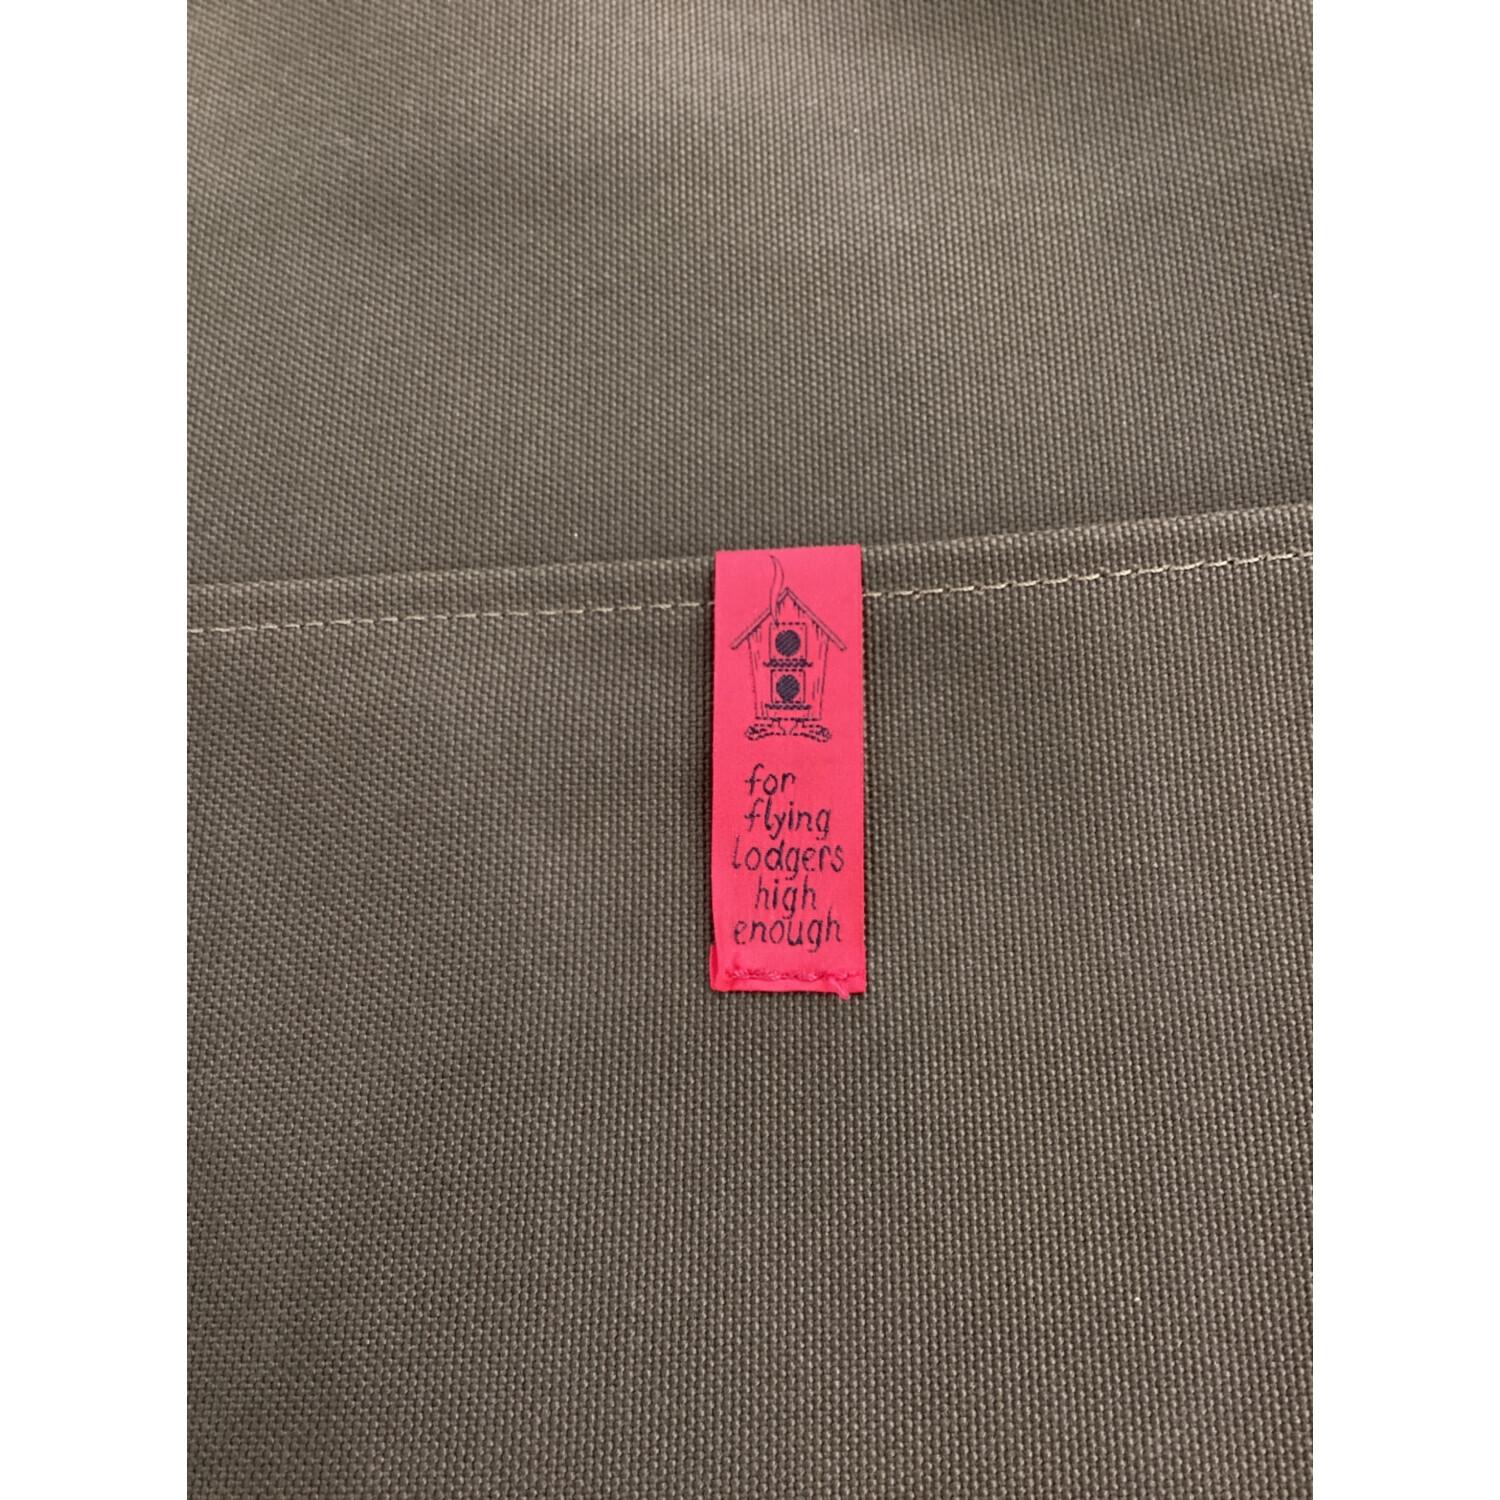 for
flying
lodgers
high
enough